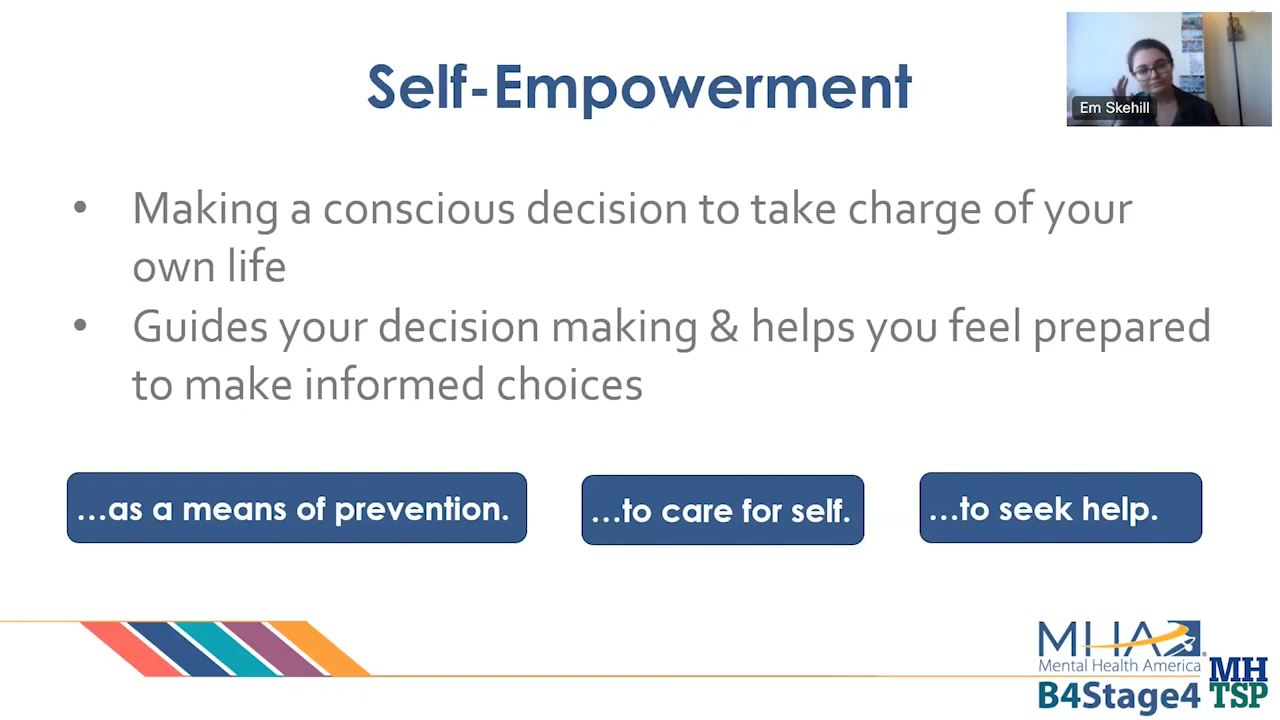 Self-Empowerment
Em Skehill
• Making a conscious decision to take charge of your
own life
• Guides your decision making & helps you feel prepared
to make informed choices
...as a means of prevention.
...to care for self.
...to seek help.
MHA®
Mental Health America
B4Stage4
MH
TSP